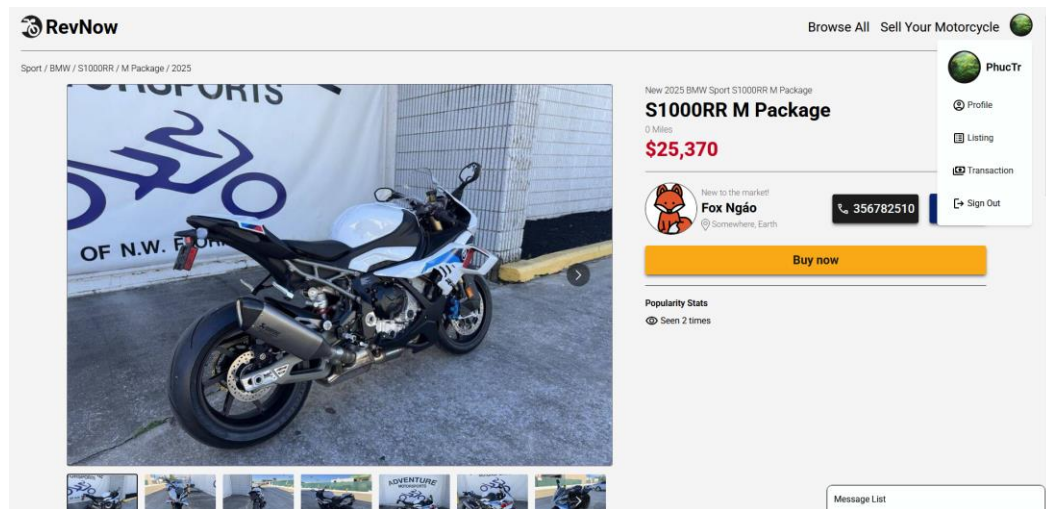 RevNow
Browse All Sell Your Motorcycle
PhucTr
Profile
Listing
Transaction
Sign Out
Sport / BMW / S1000RR / M Package / 2025
New 2025 BMW Sport S1000RR M Package
S1000RR M Package
0 Miles
$25,370
New to the market!
Fox Ngáo
Somewhere, Earth
356782510
Buy now
Popularity Stats
Seen 2 times
OF N.W.
ADVENTURE
Message List